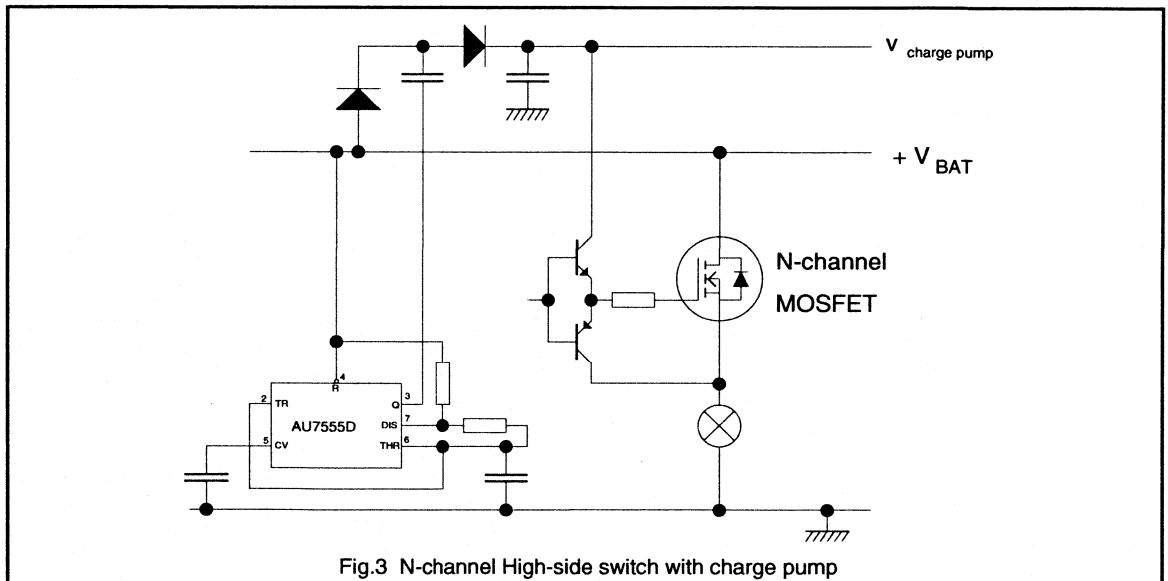 V charge pump
+ V BAT
N-channel
MOSFET
4
R
2
TR
3
Q
AU7555D
DIS
7
5
CV
THR
6
Fig.3 N-channel High-side switch with charge pump